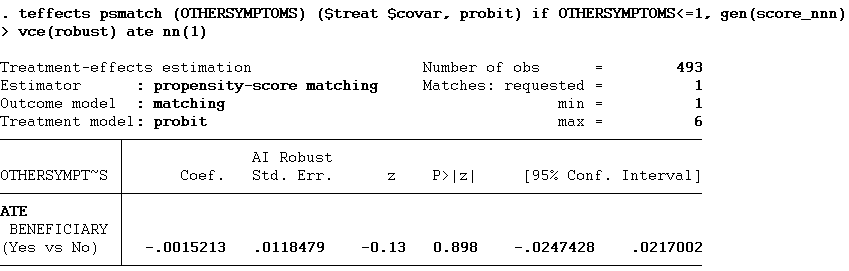 . teffects psmatch (OTHERSYMPTOMS) ($treat $covar, probit) if OTHERSYMPTOMS<=1, gen(score_nnn)
> vce(robust) ate nn(1)
Treatment-effects estimation Number of obs = 493
Estimator : propensity-score matching Matches: requested = 1
Outcome model : matching min = 1
Treatment model: probit max = 6
AI Robust
OTHERSYMPT~S Coef. Std. Err. z P>|z| [95% Conf. Interval]
ATE
BENEFICIARY
(Yes vs No) -.0015213 .0118479 -0.13 0.898 -.0247428 .0217002